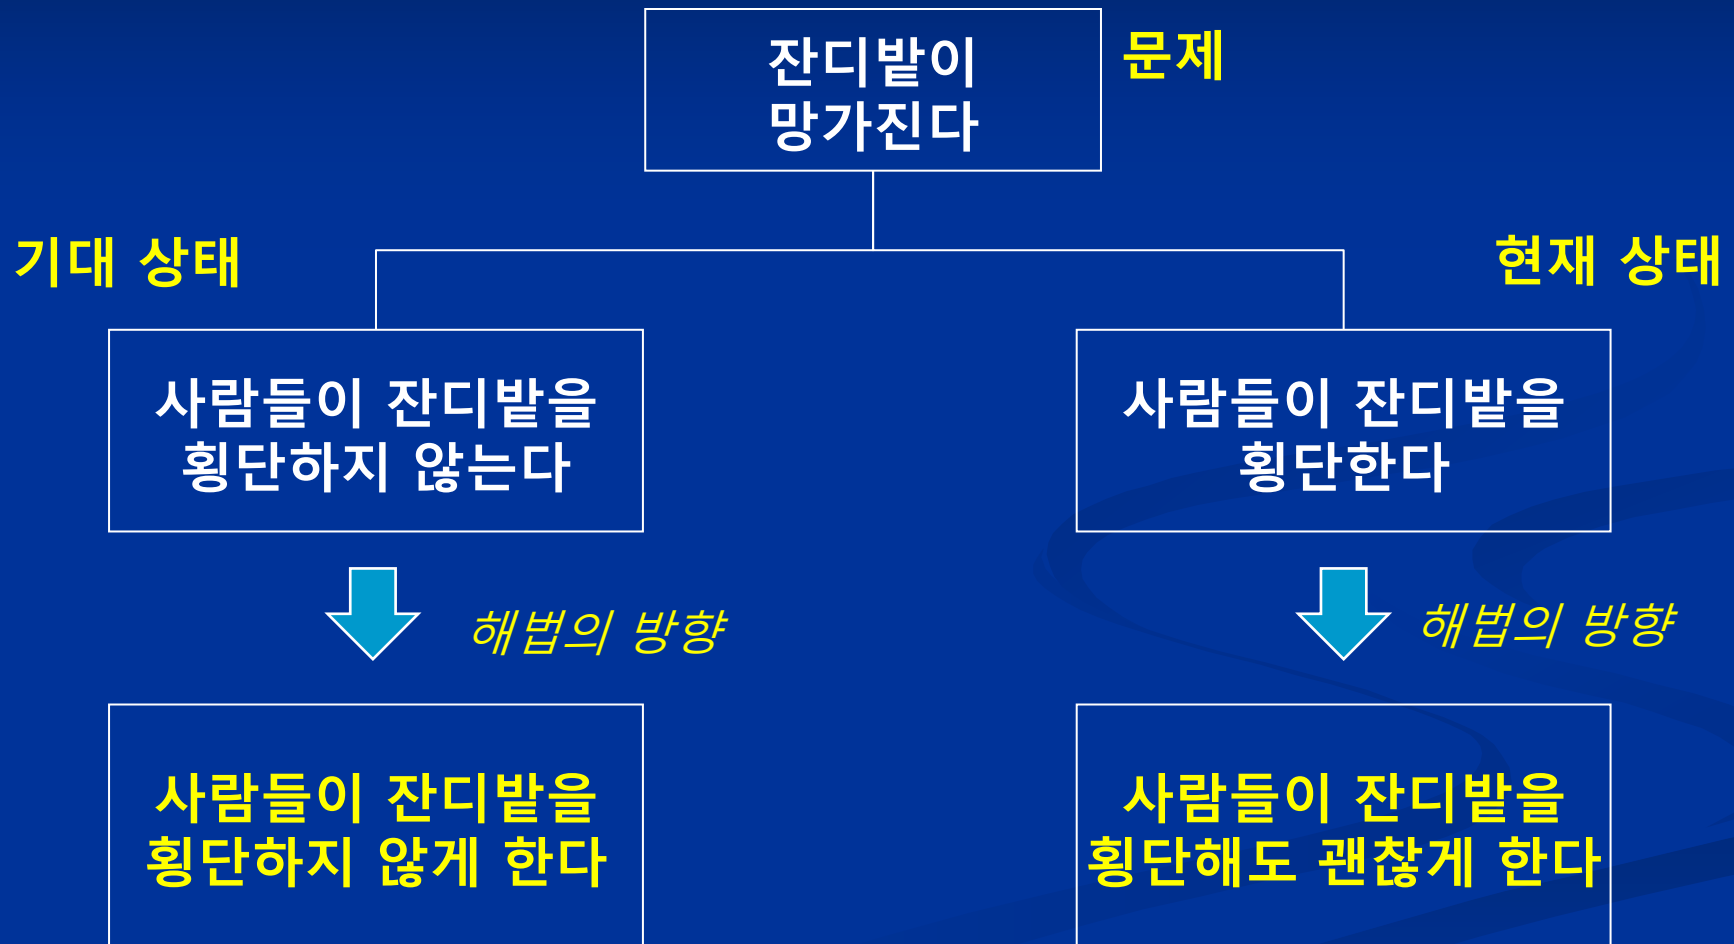 잔디밭이
망가진다
문제
기대 상태
현재 상태
사람들이 잔디밭을
횡단하지 않는다
사람들이 잔디밭을
횡단한다
해법의 방향
해법의 방향
사람들이 잔디밭을
횡단하지 않게 한다
사람들이 잔디밭을
횡단해도 괜찮게 한다